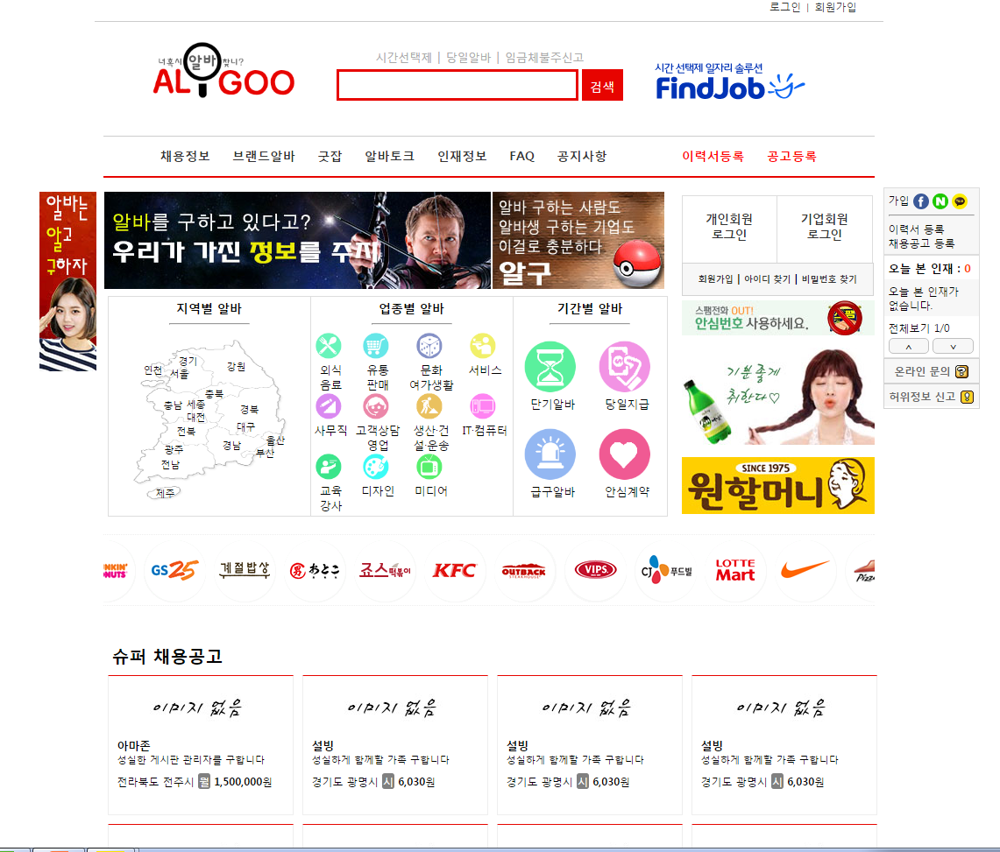 로그인 | 회원가입
너혹시 알바 찾니?
ALGOO
시간선택제 | 당일알바 | 임금체불주신고
검색
시간 선택제 일자리 솔루션
FindJob
채용정보 브랜드알바 굿잡 알바토크 인재정보 FAQ 공지사항 이력서등록 공고등록
알바는
알고
구하자
알바를 구하고 있다고?
우리가 가진 정보를 주지
알바 구하는 사람도
알바생 구하는 기업도
이걸로 충분하다
알구
개인회원
로그인
기업회원
로그인
회원가입 | 아이디 찾기 | 비밀번호 찾기
스팸전화 OUT!
안심번호 사용하세요.
스팸
기분 좋게
취한다♡
SINCE 1975
원할머니
가입 f N TALK
이력서 등록
채용공고 등록
오늘 본 인재 : 0
오늘 본 인재가
없습니다.
전체보기 1/0
온라인 문의
허위정보 신고
지역별 알바
인천 경기 서울 강원
충북
충남 세종 대전 경북
전북 대구
광주 경남 울산
전남 부산
제주
업종별 알바
외식
음료
유통
판매
문화
여가생활
서비스
사무직
고객상담
영업
생산·건
설·운송
IT·컴퓨터
교육
강사
디자인
미디어
기간별 알바
단기알바 당일지급
급구알바 안심계약
NKIN'
NUTS
GS25
계절밥상
男 おとこ
죠스떡볶이
KFC
OUTBACK
STEAKHOUSE
VIPS
CJ 푸드빌
LOTTE
Mart
Pizz
슈퍼 채용공고
이미지 없음
아마존
성실한 게시판 관리자를 구합니다
전라북도 전주시 월 1,500,000원
이미지 없음
설빙
성실하게 함께할 가족 구합니다
경기도 광명시 시 6,030원
이미지 없음
설빙
성실하게 함께할 가족 구합니다
경기도 광명시 시 6,030원
이미지 없음
설빙
성실하게 함께할 가족 구합니다
경기도 광명시 시 6,030원